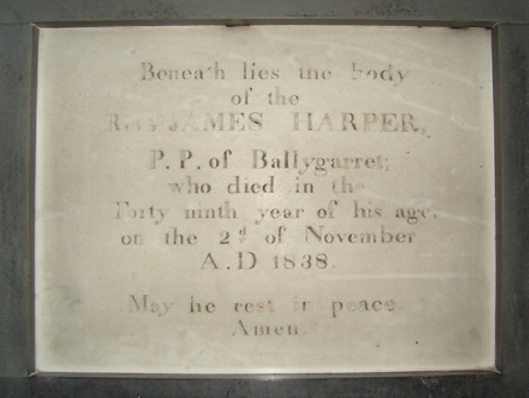 Beneath lies the body
of the
Revd JAMES HARPER,
P. P. of Ballygarret;
who died in the
Forty ninth year of his age,
on the 2d of November
A.D 1838.
May he rest in peace.
Amen.